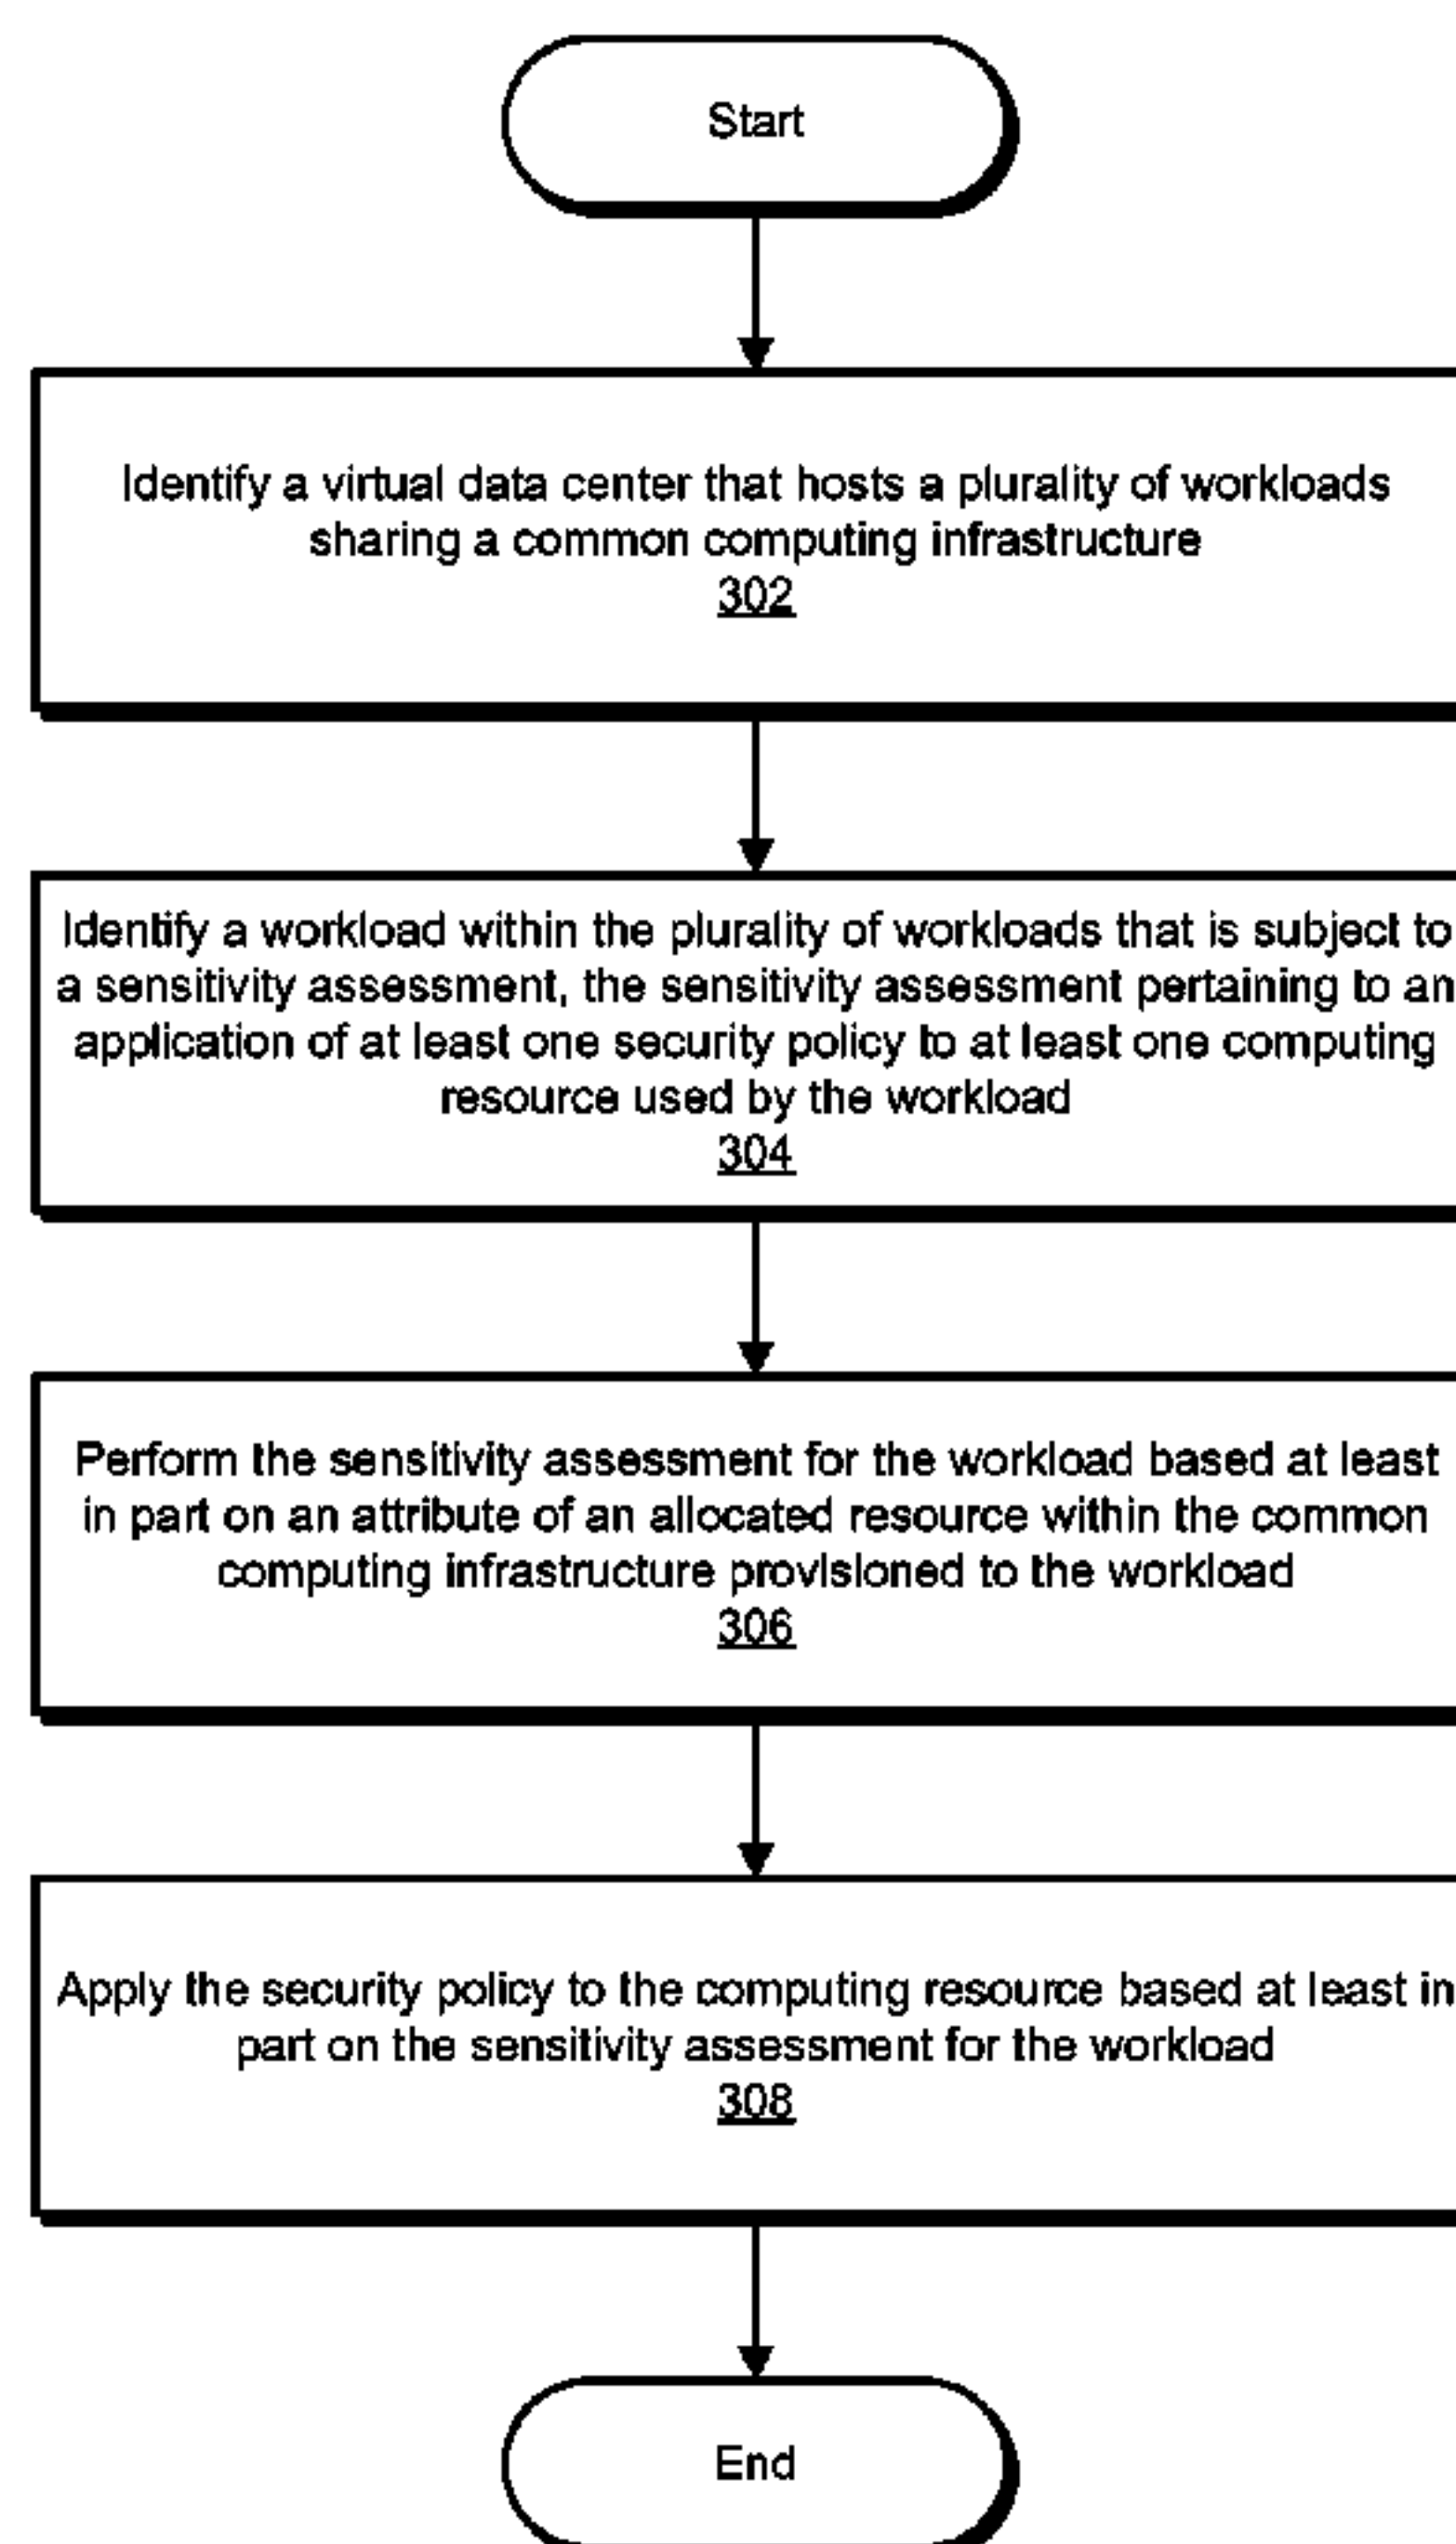 Start
Identify a virtual data center that hosts a plurality of workloads
sharing a common computing infrastructure
302
Identify a workload within the plurality of workloads that is subject to
a sensitivity assessment, the sensitivity assessment pertaining to an
application of at least one security policy to at least one computing
resource used by the workload
304
Perform the sensitivity assessment for the workload based at least
in part on an attribute of an allocated resource within the common
computing infrastructure provisioned to the workload
306
Apply the security policy to the computing resource based at least in
part on the sensitivity assessment for the workload
308
End